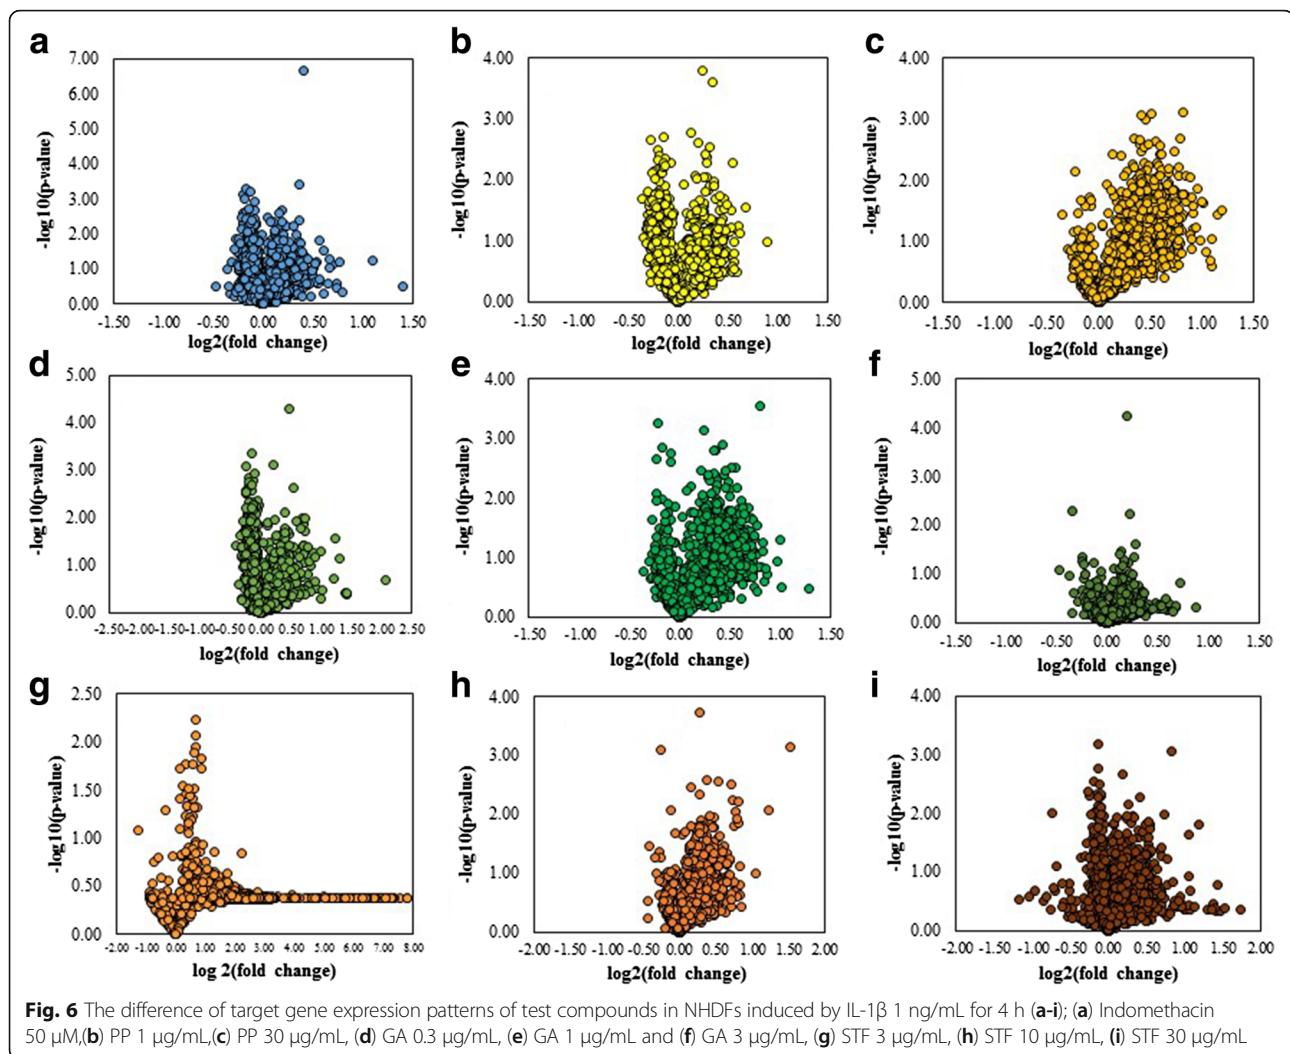 a
7.00
6.00
5.00
4.00
3.00
2.00
1.00
0.00
-log10(p-value)
-1.50 -1.00 -0.50 0.00 0.50 1.00 1.50
log2(fold change)
b
4.00
3.00
2.00
1.00
0.00
-log10(p-value)
-1.50 -1.00 -0.50 0.00 0.50 1.00 1.50
log2(fold change)
c
4.00
3.00
2.00
1.00
0.00
-log10(p-value)
-1.50 -1.00 -0.50 0.00 0.50 1.00 1.50
log2(fold change)
d
5.00
4.00
3.00
2.00
1.00
0.00
-log10(p-value)
-2.50-2.00-1.50-1.00-0.50 0.00 0.50 1.00 1.50 2.00 2.50
log2(fold change)
e
4.00
3.00
2.00
1.00
0.00
-log10(p-value)
-1.50 -1.00 -0.50 0.00 0.50 1.00 1.50
log2(fold change)
f
5.00
4.00
3.00
2.00
1.00
0.00
-log10(p-value)
-1.50 -1.00 -0.50 0.00 0.50 1.00 1.50
log2(fold change)
g
2.50
2.00
1.50
1.00
0.50
0.00
-log10(p-value)
-2.00 -1.00 0.00 1.00 2.00 3.00 4.00 5.00 6.00 7.00 8.00
log 2(fold change)
h
4.00
3.00
2.00
1.00
0.00
-log10(p-value)
-2.00 -1.50 -1.00 -0.50 0.00 0.50 1.00 1.50 2.00
log2(fold change)
i
4.00
3.00
2.00
1.00
0.00
-log10(p-value)
-2.00 -1.50 -1.00 -0.50 0.00 0.50 1.00 1.50 2.00
log2(fold change)
Fig. 6 The difference of target gene expression patterns of test compounds in NHDFs induced by IL-1β 1 ng/mL for 4 h (a-i); (a) Indomethacin
50 µM,(b) PP 1 µg/mL,(c) PP 30 µg/mL, (d) GA 0.3 µg/mL, (e) GA 1 µg/mL and (f) GA 3 µg/mL, (g) STF 3 µg/mL, (h) STF 10 µg/mL, (i) STF 30 µg/mL